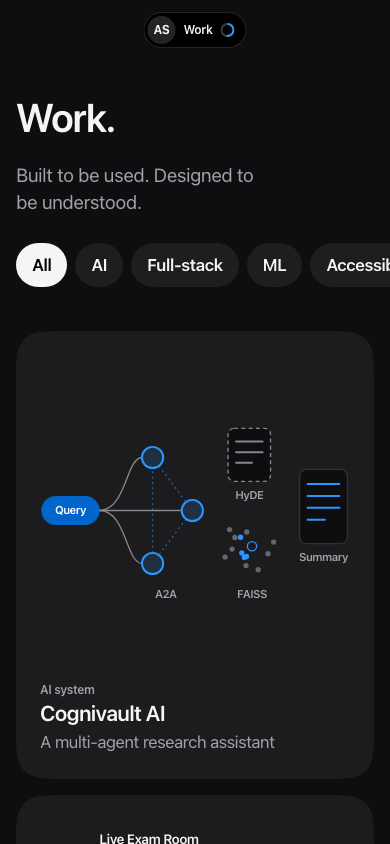 AS Work
Work.
Built to be used. Designed to
be understood.
All AI Full-stack ML Accessib
Query
HyDE
Summary
A2A FAISS
AI system
Cognivault AI
A multi-agent research assistant
Live Exam Room